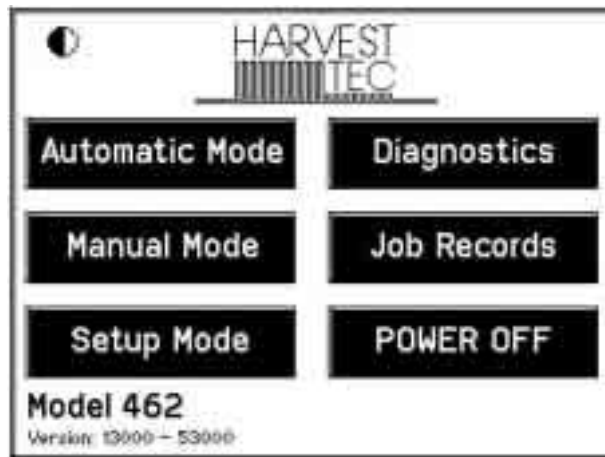 HARVEST
TEC
Automatic Mode
Diagnostics
Manual Mode
Job Records
Setup Mode
POWER OFF
Model 462
Version: 13000 - 53000